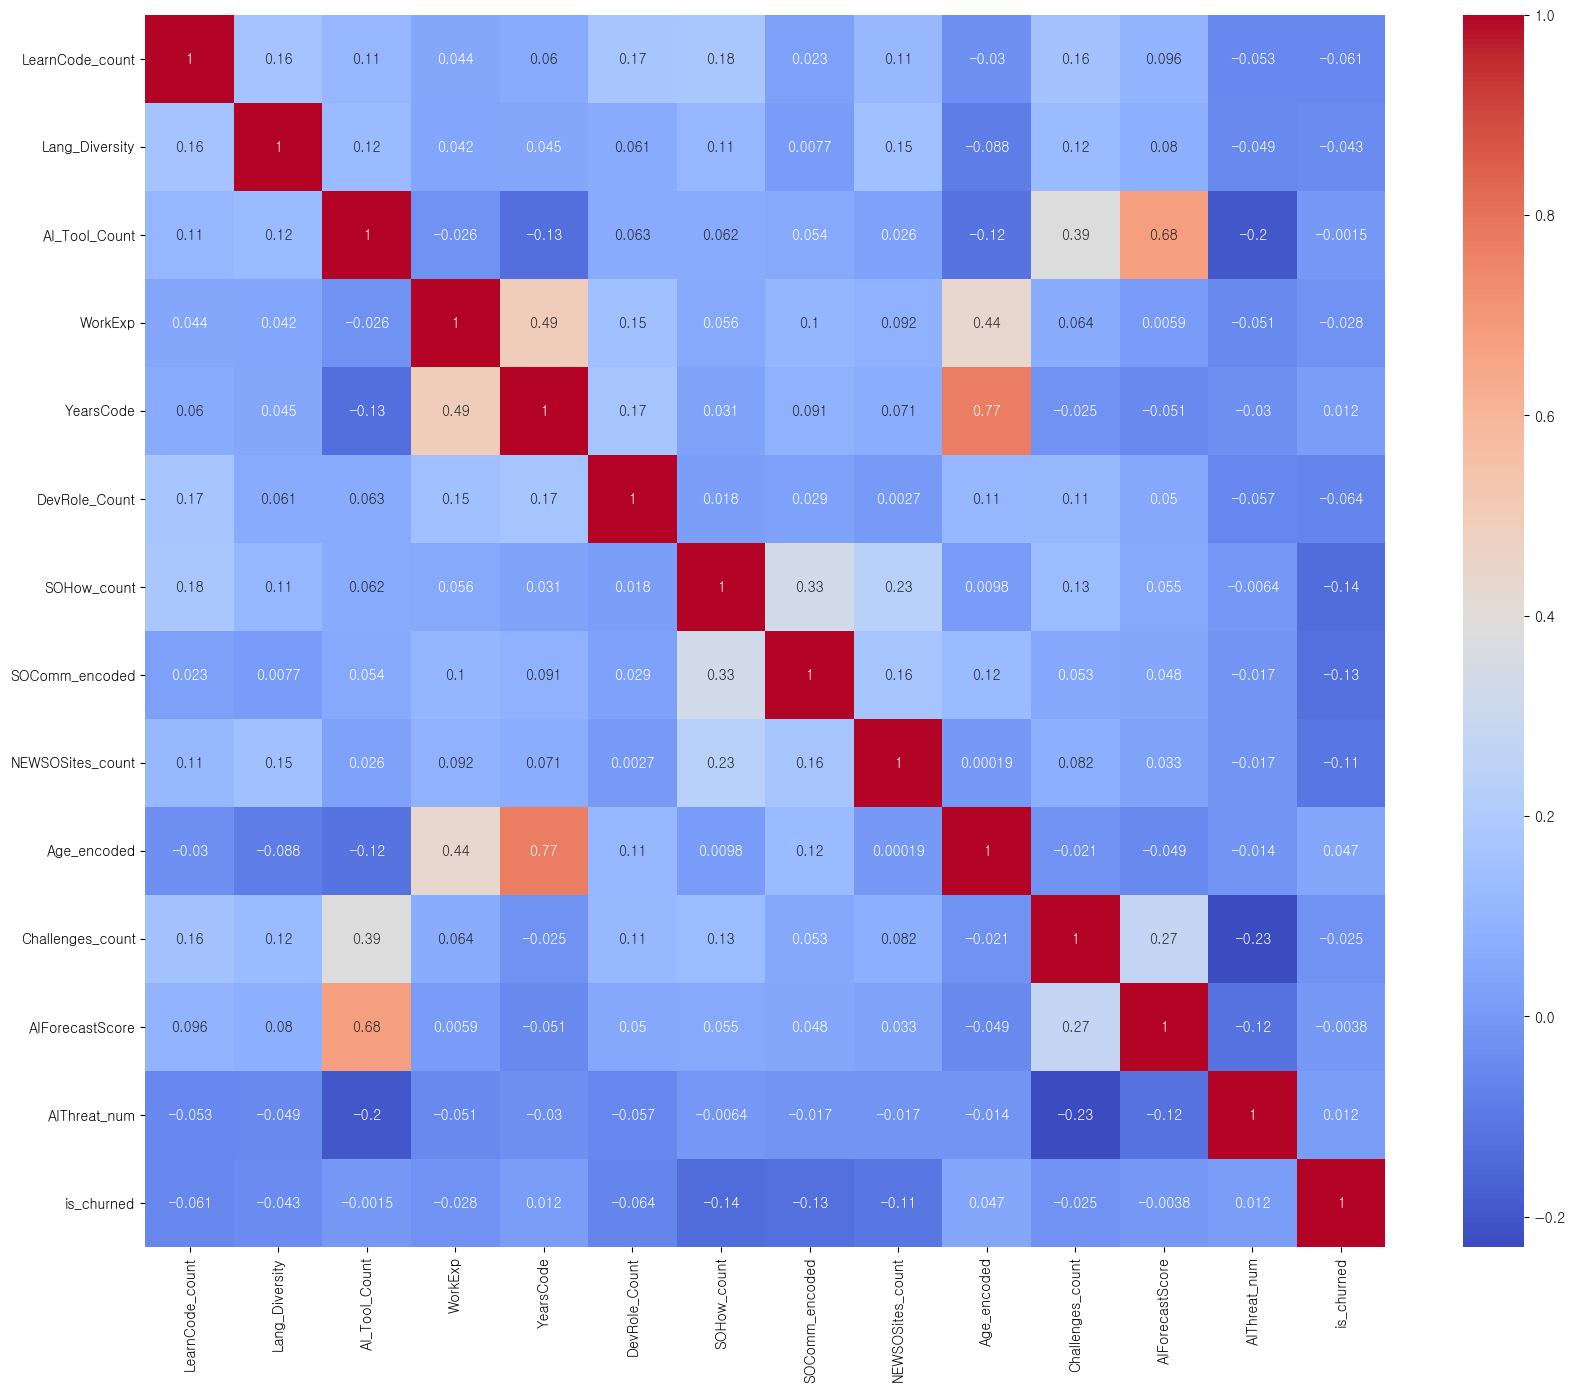 LearnCode_count 1 0.16 0.11 0.044 0.06 0.17 0.18 0.023 0.11 −0.03 0.16 0.096 −0.053 −0.061
Lang_Diversity 0.16 1 0.12 0.042 0.045 0.061 0.11 0.0077 0.15 −0.088 0.12 0.08 −0.049 −0.043
AI_Tool_Count 0.11 0.12 1 −0.026 −0.13 0.063 0.062 0.054 0.026 −0.12 0.39 0.68 −0.2 −0.0015
WorkExp 0.044 0.042 −0.026 1 0.49 0.15 0.056 0.1 0.092 0.44 0.064 0.0059 −0.051 −0.028
YearsCode 0.06 0.045 −0.13 0.49 1 0.17 0.031 0.091 0.071 0.77 −0.025 −0.051 −0.03 0.012
DevRole_Count 0.17 0.061 0.063 0.15 0.17 1 0.018 0.029 0.0027 0.11 0.11 0.05 −0.057 −0.064
SOHow_count 0.18 0.11 0.062 0.056 0.031 0.018 1 0.33 0.23 0.0098 0.13 0.055 −0.0064 −0.14
SOComm_encoded 0.023 0.0077 0.054 0.1 0.091 0.029 0.33 1 0.16 0.12 0.053 0.048 −0.017 −0.13
NEWSOSites_count 0.11 0.15 0.026 0.092 0.071 0.0027 0.23 0.16 1 0.00019 0.082 0.033 −0.017 −0.11
Age_encoded −0.03 −0.088 −0.12 0.44 0.77 0.11 0.0098 0.12 0.00019 1 −0.021 −0.049 −0.014 0.047
Challenges_count 0.16 0.12 0.39 0.064 −0.025 0.11 0.13 0.053 0.082 −0.021 1 0.27 −0.23 −0.025
AIForecastScore 0.096 0.08 0.68 0.0059 −0.051 0.05 0.055 0.048 0.033 −0.049 0.27 1 −0.12 −0.0038
AIThreat_num −0.053 −0.049 −0.2 −0.051 −0.03 −0.057 −0.0064 −0.017 −0.017 −0.014 −0.23 −0.12 1 0.012
is_churned −0.061 −0.043 −0.0015 −0.028 0.012 −0.064 −0.14 −0.13 −0.11 0.047 −0.025 −0.0038 0.012 1
LearnCode_count
Lang_Diversity
AI_Tool_Count
WorkExp
YearsCode
DevRole_Count
SOHow_count
SOComm_encoded
NEWSOSites_count
Age_encoded
Challenges_count
AIForecastScore
AIThreat_num
is_churned
1.0
0.8
0.6
0.4
0.2
0.0
−0.2